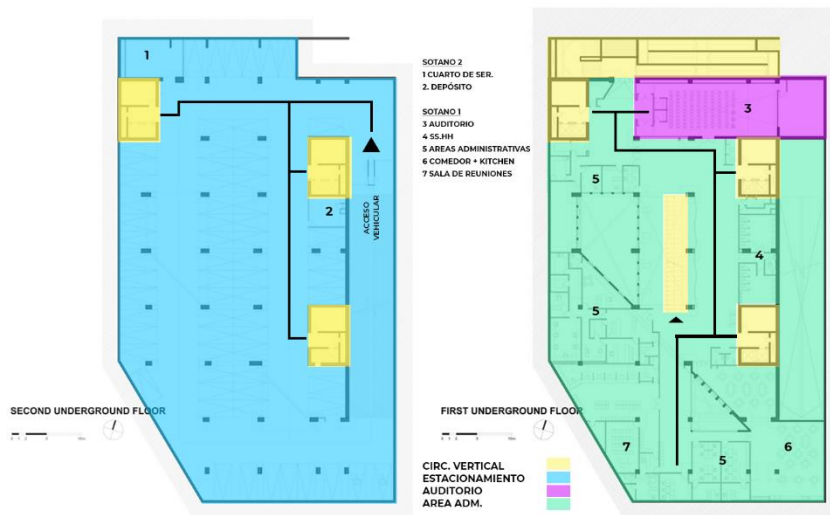 1
2
ACCESO
VEHICULAR
SECOND UNDERGROUND FLOOR
SOTANO 2
1 CUARTO DE SER.
2. DEPÓSITO
SOTANO 1
3 AUDITORIO
4 SS.HH
5 AREAS ADMINISTRATIVAS
6 COMEDOR + KITCHEN
7 SALA DE REUNIONES
3
5
4
5
7
5
6
FIRST UNDERGROUND FLOOR
CIRC. VERTICAL
ESTACIONAMIENTO
AUDITORIO
AREA ADM.